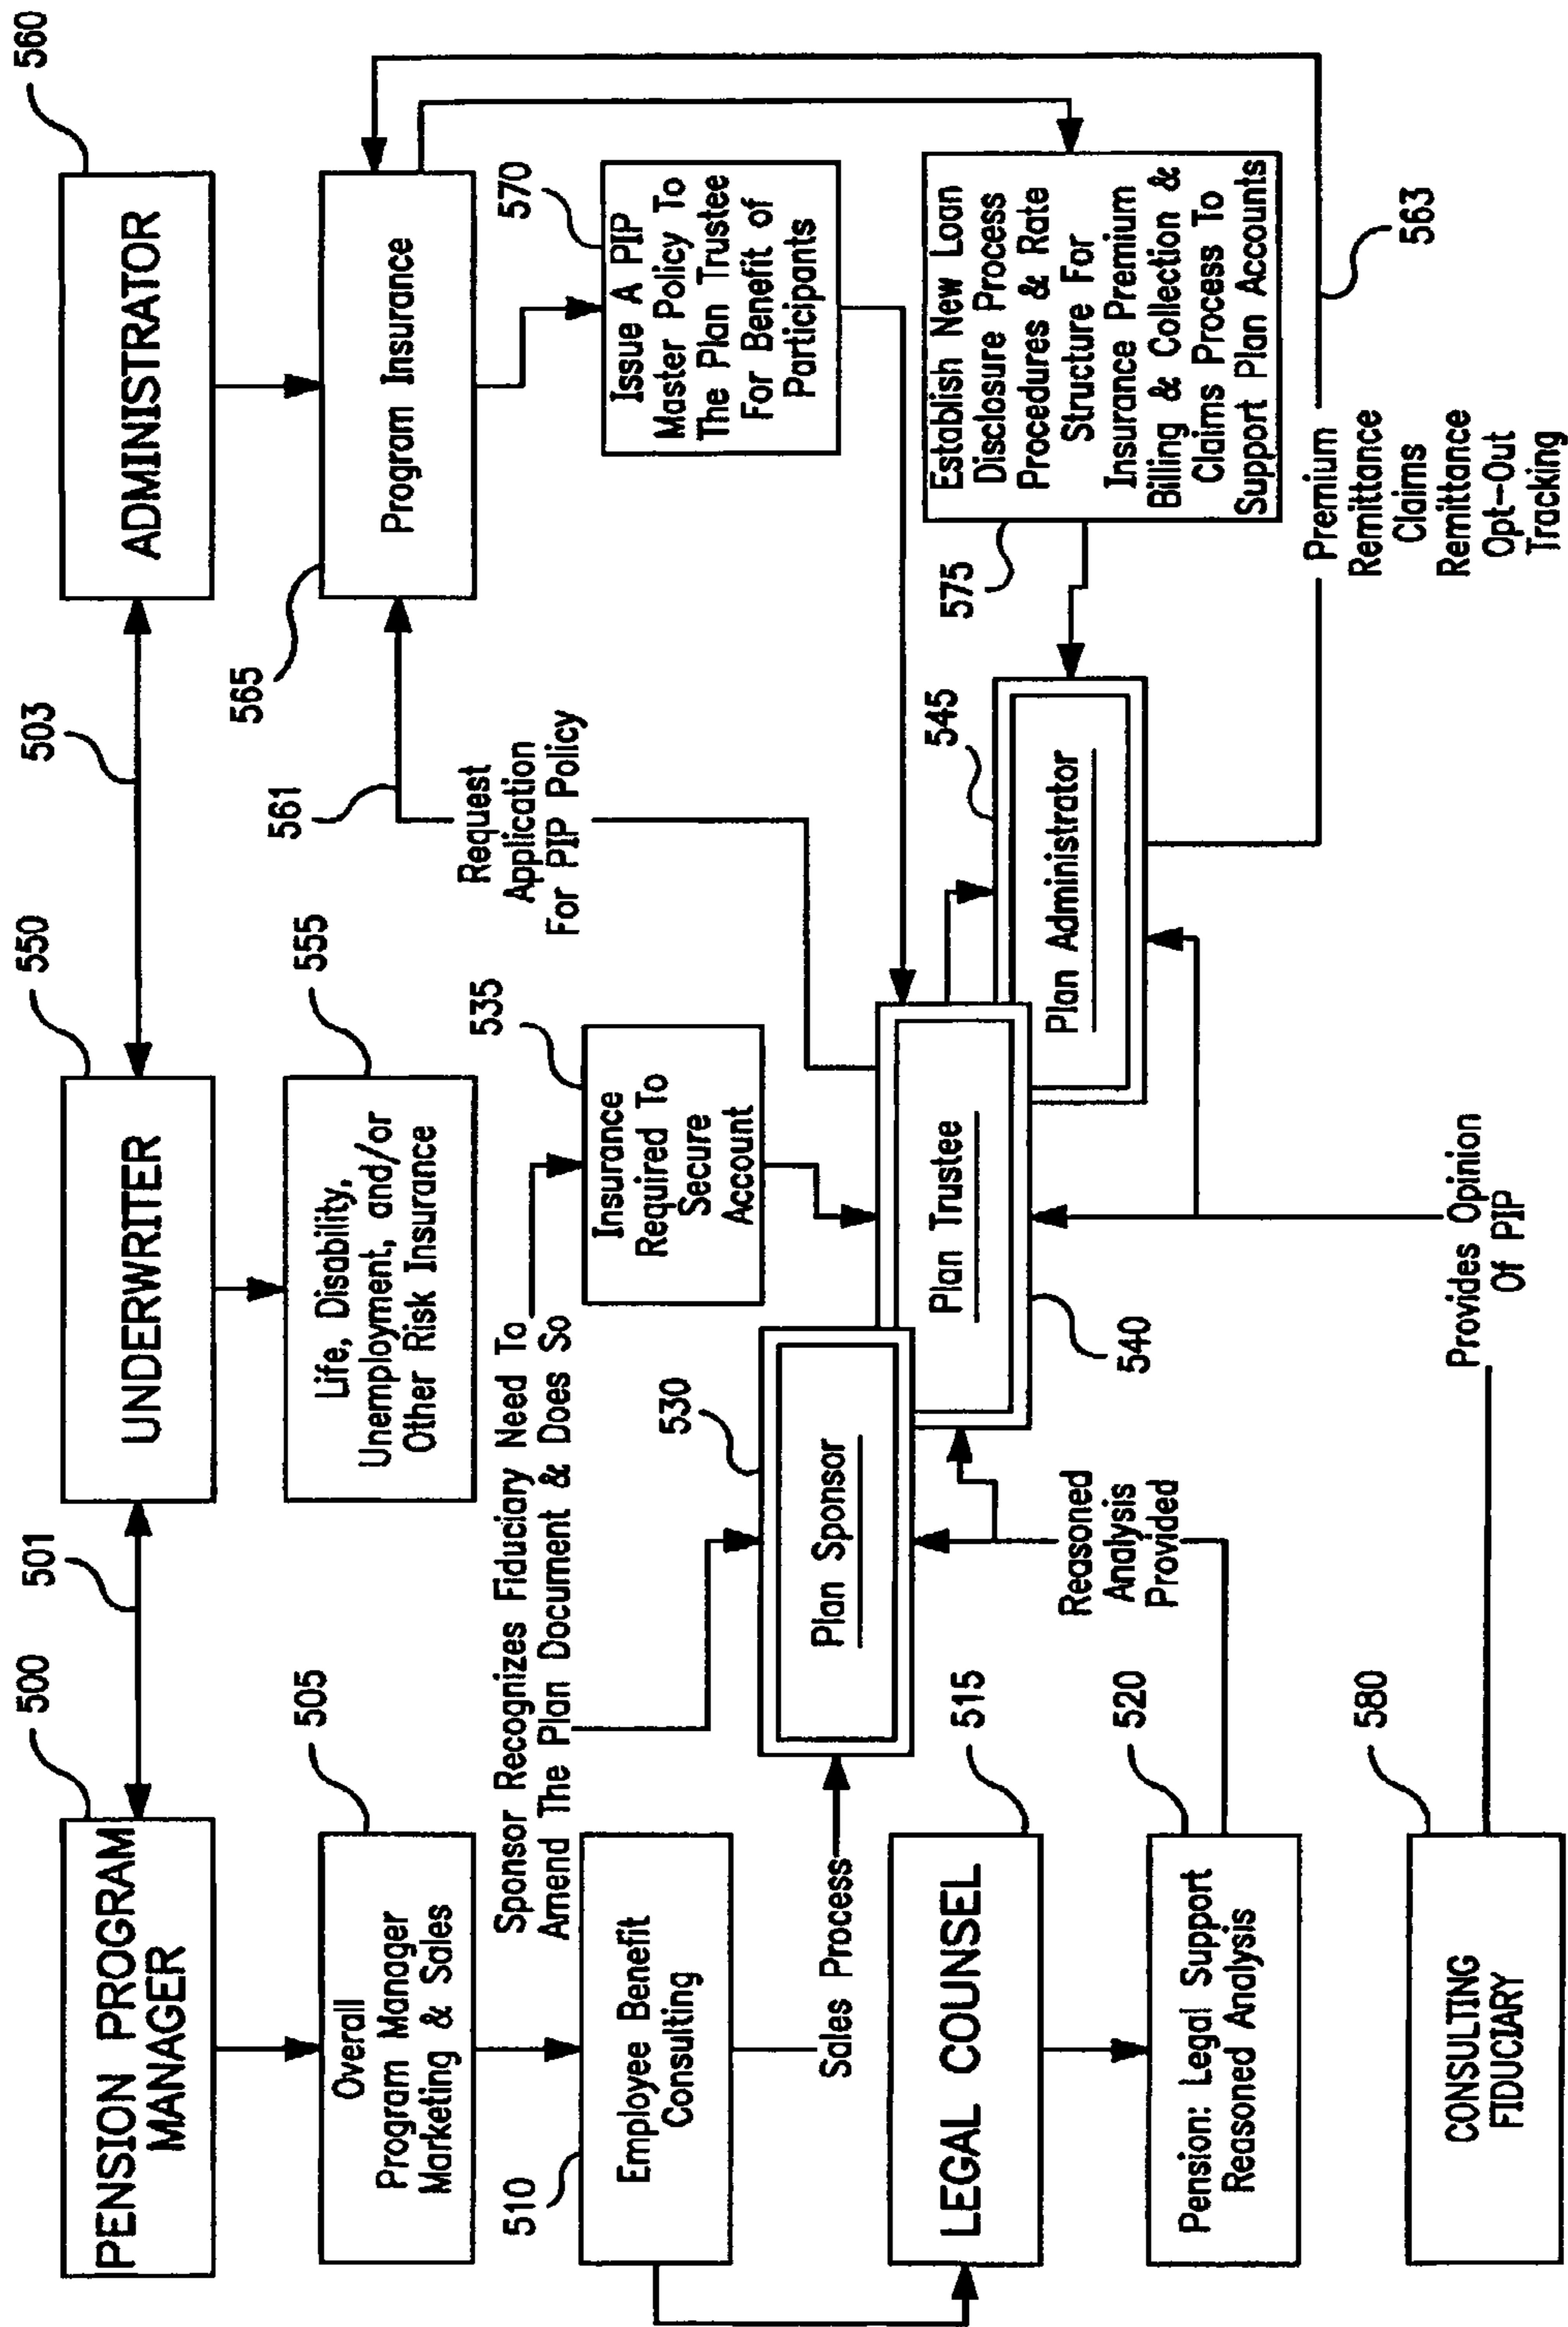 500
PENSION PROGRAM
MANAGER
501
550
UNDERWRITER
503
560
ADMINISTRATOR
505
Overall
Program Manager
Marketing & Sales
555
Life, Disability,
Unemployment, and/or
Other Risk Insurance
565
Program Insurance
561
Request
Application
For PIP Policy
Sponsor Recognizes Fiduciary Need To
Amend The Plan Document & Does So
510
Employee Benefit
Consulting
535
Insurance
Required To
Secure
Account
570
Issue A PIP
Master Policy To
The Plan Trustee
For Benefit of
Participants
Sales Process
530
Plan Sponsor
540
Plan Trustee
545
Plan Administrator
575
Establish New Loan
Disclosure Process
Procedures & Rate
Structure For
Insurance Premium
Billing & Collection &
Claims Process To
Support Plan Accounts
515
LEGAL COUNSEL
Reasoned
Analysis
Provided
520
Pension: Legal Support
Reasoned Analysis
Premium
Remittance
Claims
Remittance
Opt-Out
Tracking
563
580
CONSULTING
FIDUCIARY
Provides Opinion
Of PIP